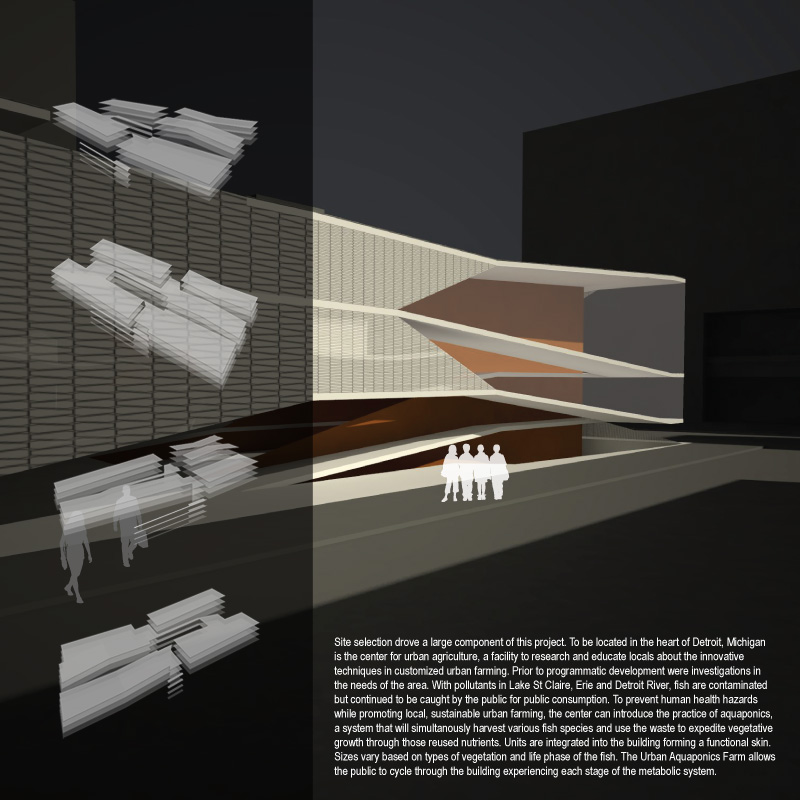 Site selection drove a large component of this project. To be located in the heart of Detroit, Michigan
is the center for urban agriculture, a facility to research and educate locals about the innovative
techniques in customized urban farming. Prior to programmatic development were investigations in
the needs of the area. With pollutants in Lake St Claire, Erie and Detroit River, fish are contaminated
but continued to be caught by the public for public consumption. To prevent human health hazards
while promoting local, sustainable urban farming, the center can introduce the practice of aquaponics,
a system that will simultanously harvest various fish species and use the waste to expedite vegetative
growth through those reused nutrients. Units are integrated into the building forming a functional skin.
Sizes vary based on types of vegetation and life phase of the fish. The Urban Aquaponics Farm allows
the public to cycle through the building experiencing each stage of the metabolic system.